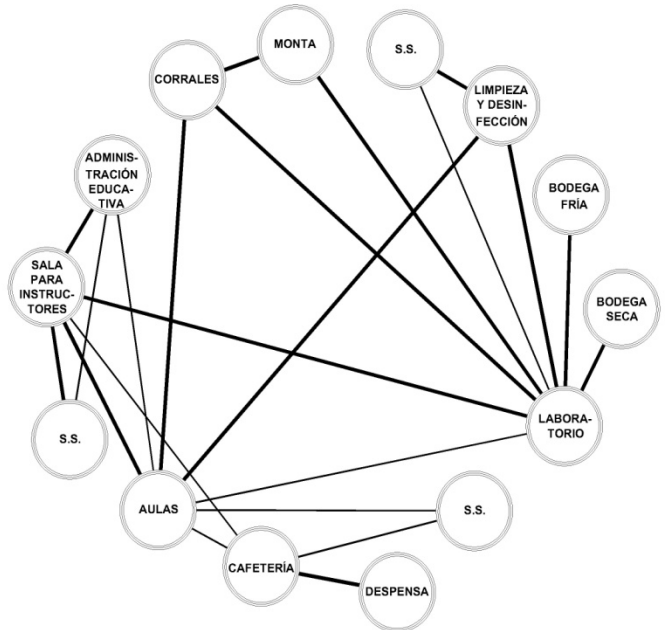 MONTA
S.S.
CORRALES
LIMPIEZA
Y DESIN-
FECCIÓN
ADMINIS-
TRACIÓN
EDUCA-
TIVA
BODEGA
FRÍA
SALA
PARA
INSTRUC-
TORES
BODEGA
SECA
LABORA-
TORIO
S.S.
AULAS
S.S.
CAFETERÍA
DESPENSA